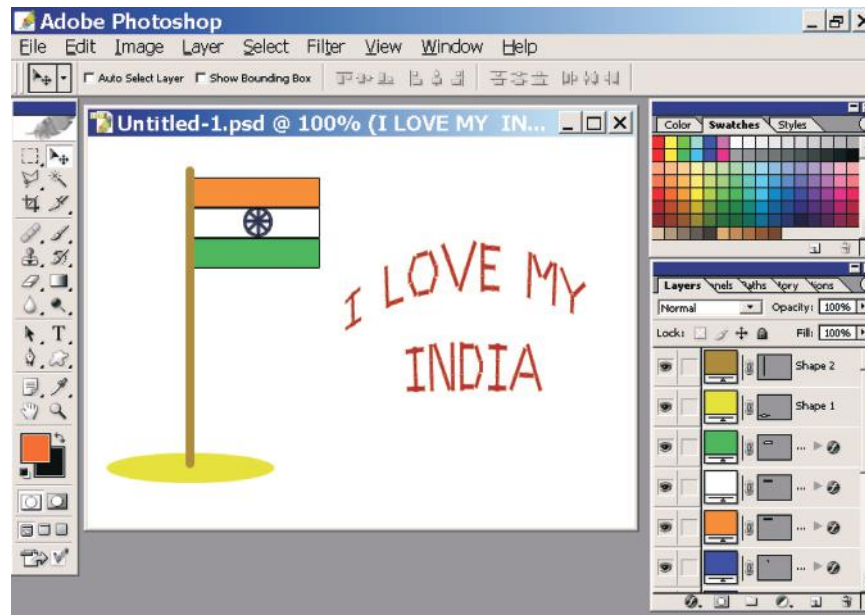 Adobe Photoshop
File Edit Image Layer Select Filter View Window Help
Auto Select Layer Show Bounding Box
Untitled-1.psd @ 100% (I LOVE MY IN...
I LOVE MY
INDIA
Color Swatches Styles
Layers
Normal Opacity: 100%
Lock: Fill: 100%
Shape 2
Shape 1
...
...
...
...